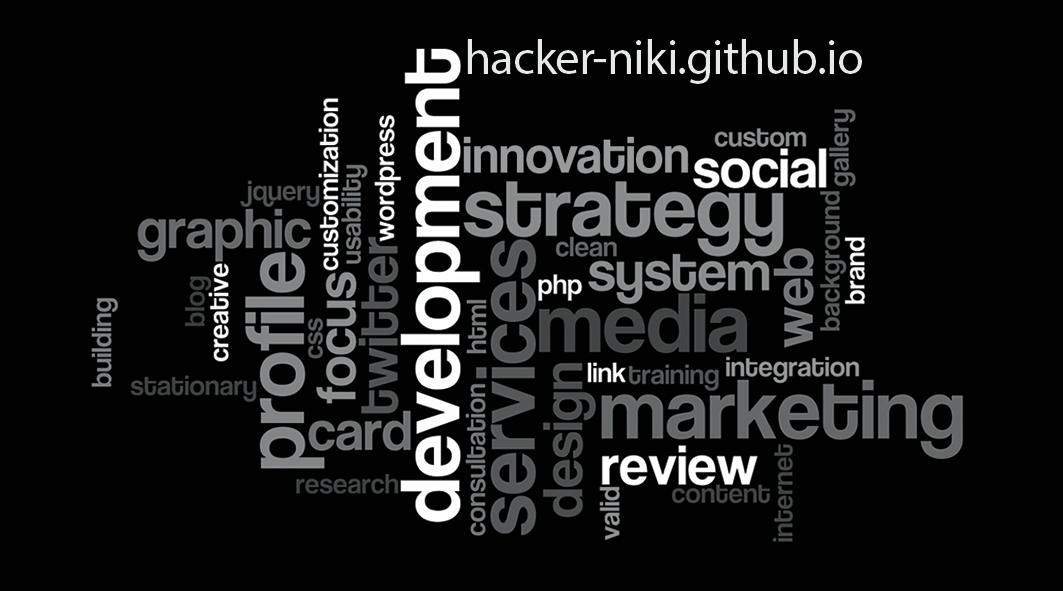 hacker-niki.github.io
development
innovation
custom
social
gallery
strategy
customization
wordpress
usability
jquery
graphic
clean
system
php
web
background
brand
media
services
html
twitter
focus
css
profile
blog
creative
building
stationary
card
research
consultation
design
link
training
integration
marketing
review
valid
content
internet